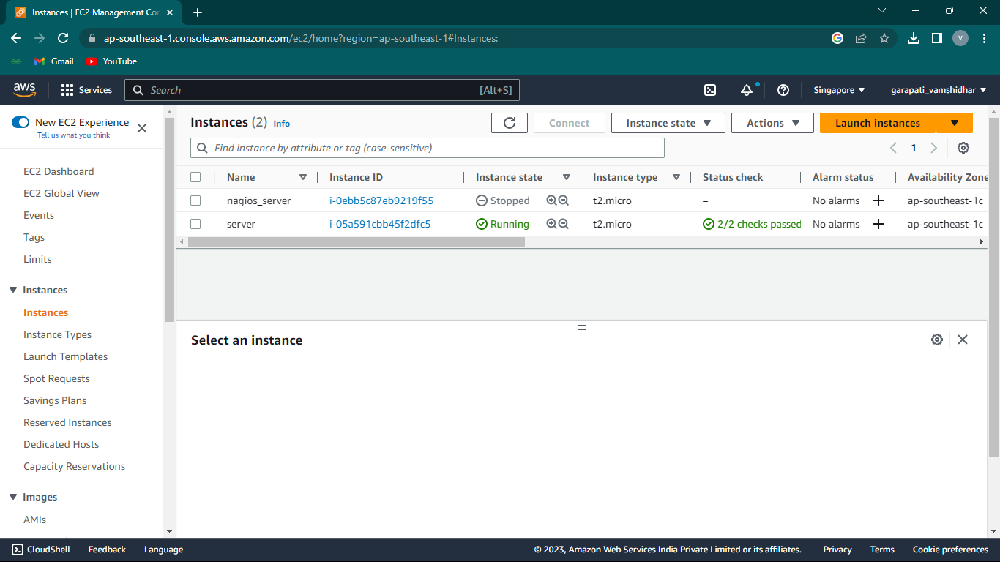 Instances | EC2 Management Con
ap-southeast-1.console.aws.amazon.com/ec2/home?region=ap-southeast-1#Instances:
V
Gmail
YouTube
aws
Services
Search
[Alt+S]
Singapore
garapati_vamshidhar
New EC2 Experience
Tell us what you think
EC2 Dashboard
EC2 Global View
Events
Tags
Limits
Instances
Instances
Instance Types
Launch Templates
Spot Requests
Savings Plans
Reserved Instances
Dedicated Hosts
Capacity Reservations
Images
AMIs
Instances (2) Info
Connect
Instance state
Actions
Launch instances
Find instance by attribute or tag (case-sensitive)
1
Name Instance ID Instance state Instance type Status check Alarm status Availability Zone
nagios_server i-0ebb5c87eb9219f55 Stopped t2.micro – No alarms + ap-southeast-1c
server i-05a591cbb45f2dfc5 Running t2.micro 2/2 checks passed No alarms + ap-southeast-1c
Select an instance
CloudShell Feedback Language © 2023, Amazon Web Services India Private Limited or its affiliates. Privacy Terms Cookie preferences